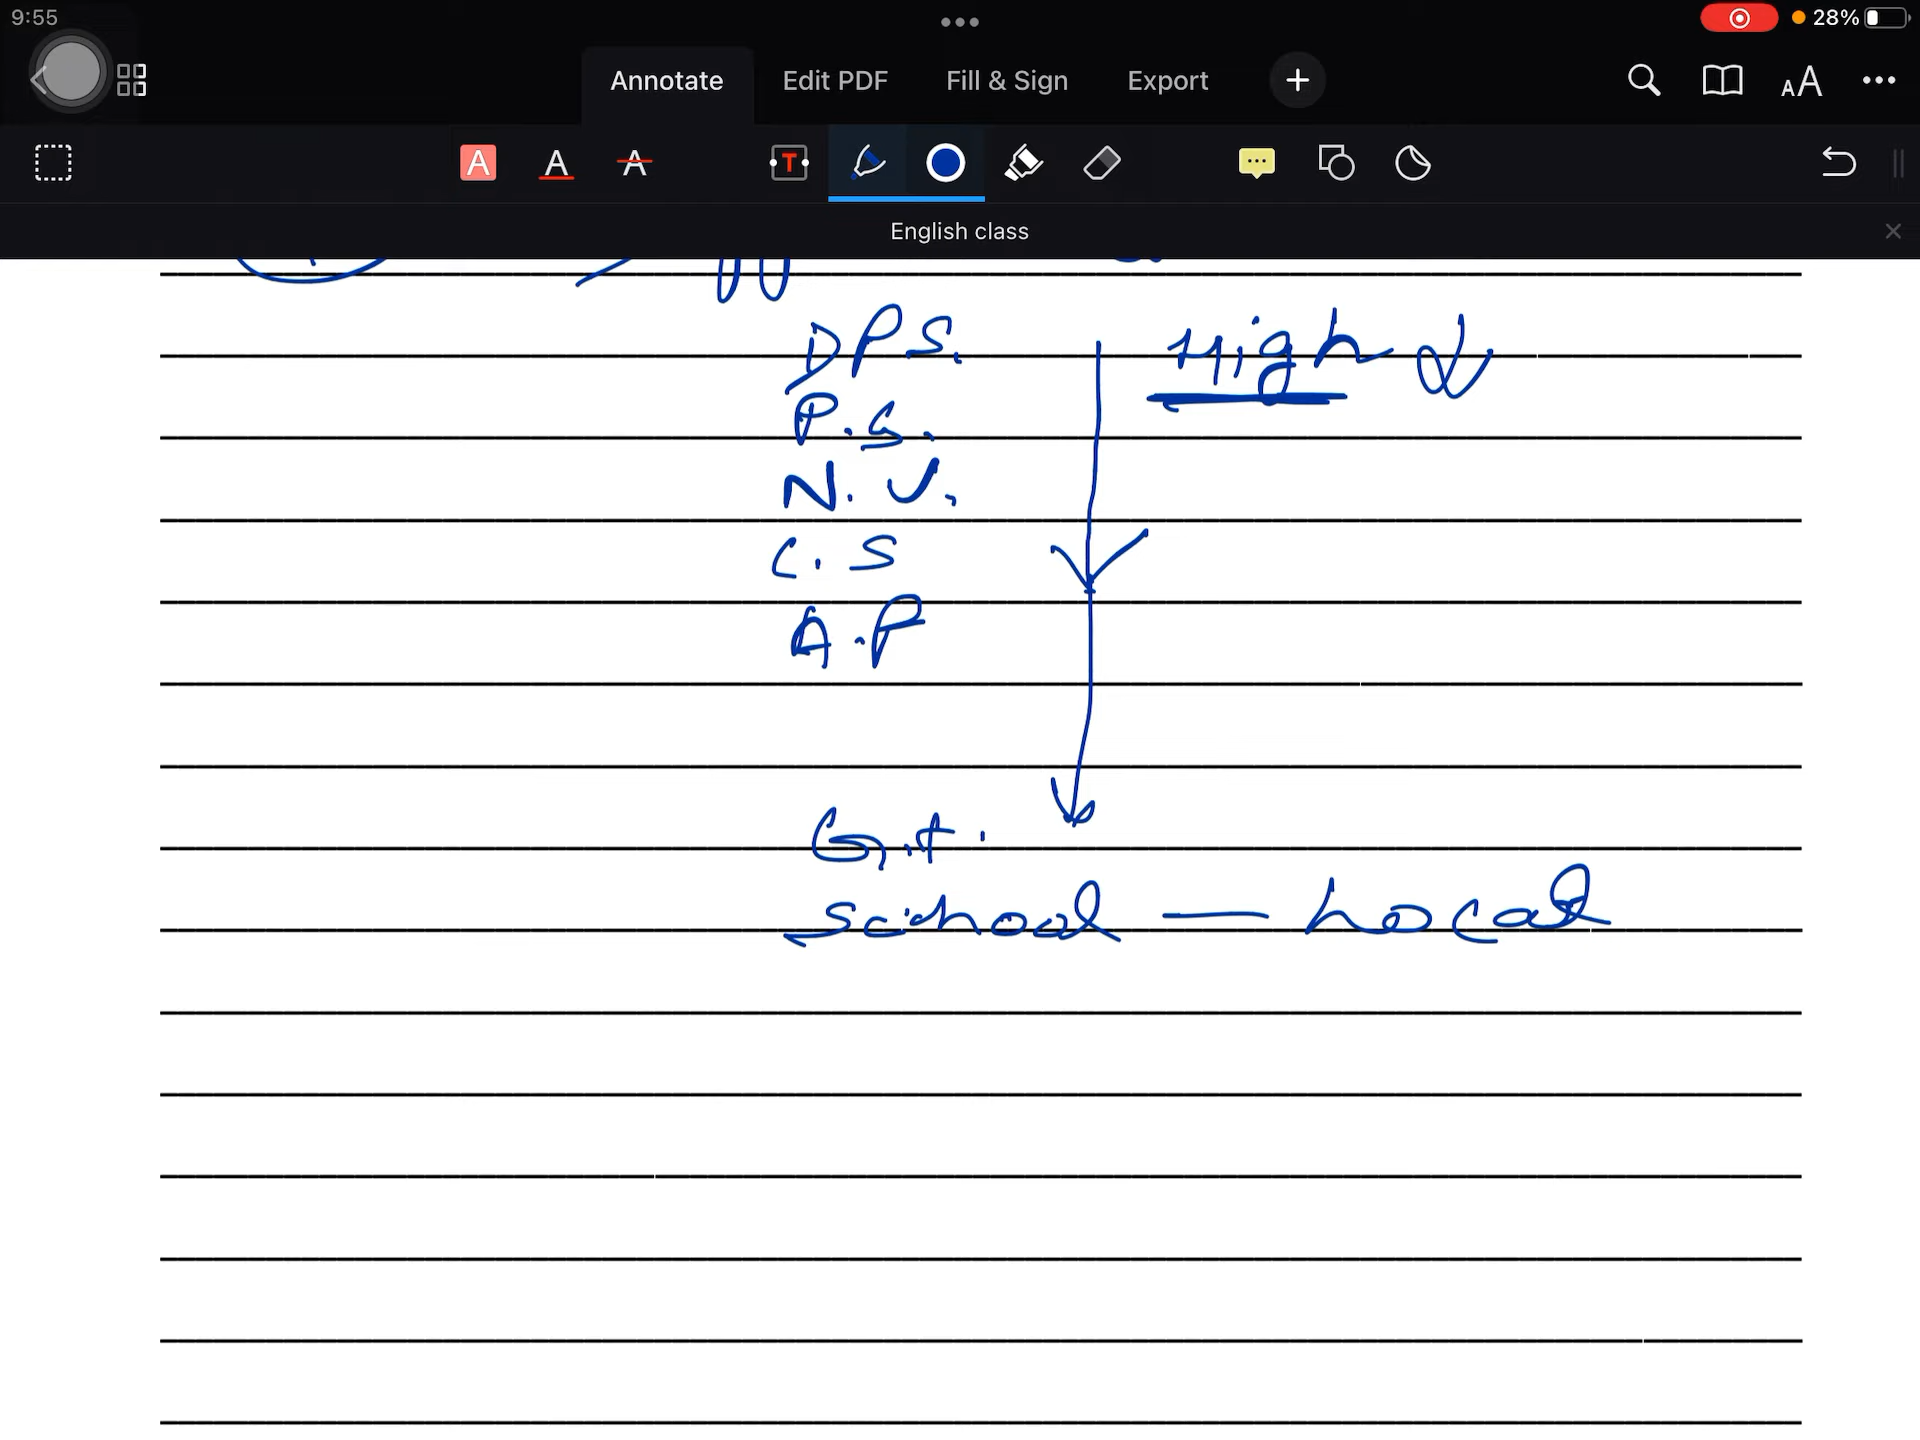 9:55
28%
Annotate Edit PDF Fill & Sign Export
English class
DPS. High
P.S.
N.V.
C.S
A.P
G.t.
school — Local